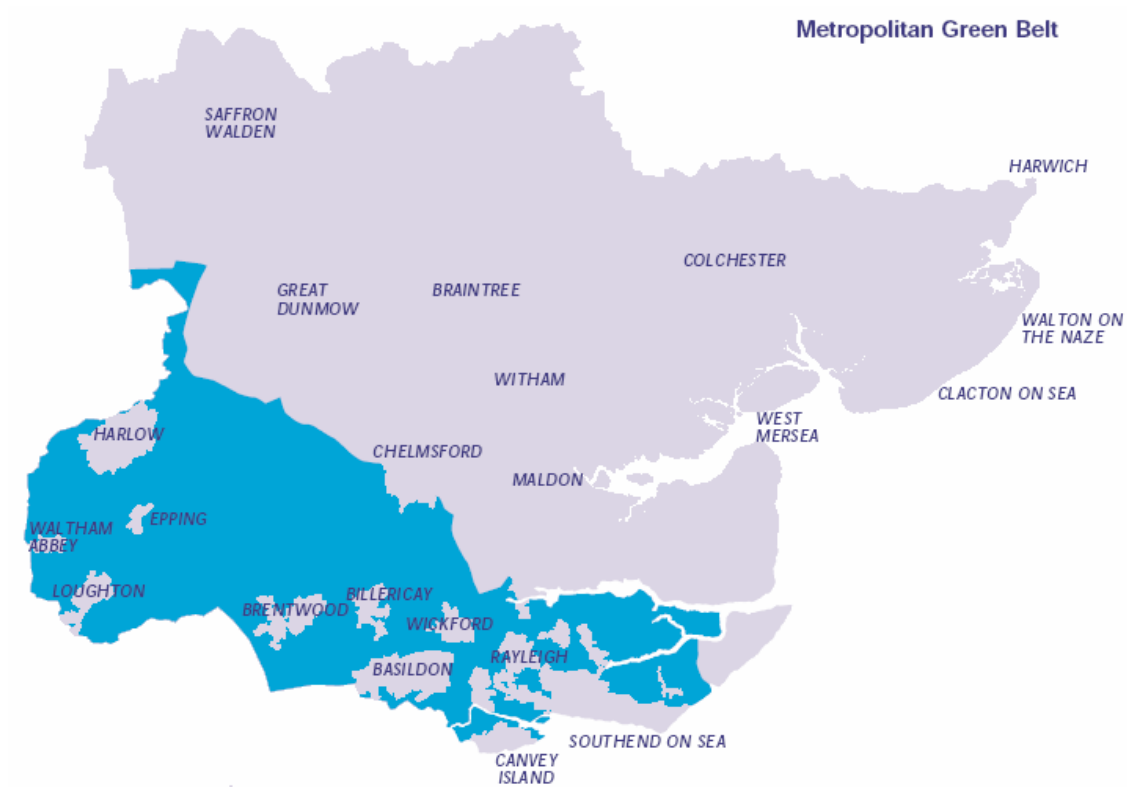 Metropolitan Green Belt
SAFFRON
WALDEN
HARWICH
COLCHESTER
GREAT
DUNMOW
BRAINTREE
WALTON ON
THE NAZE
WITHAM
CLACTON ON SEA
WEST
MERSEA
HARLOW
CHELMSFORD
MALDON
EPPING
WALTHAM
ABBEY
LOUGHTON
BRENTWOOD
BILLERICAY
WICKFORD
RAYLEIGH
BASILDON
SOUTHEND ON SEA
CANVEY
ISLAND